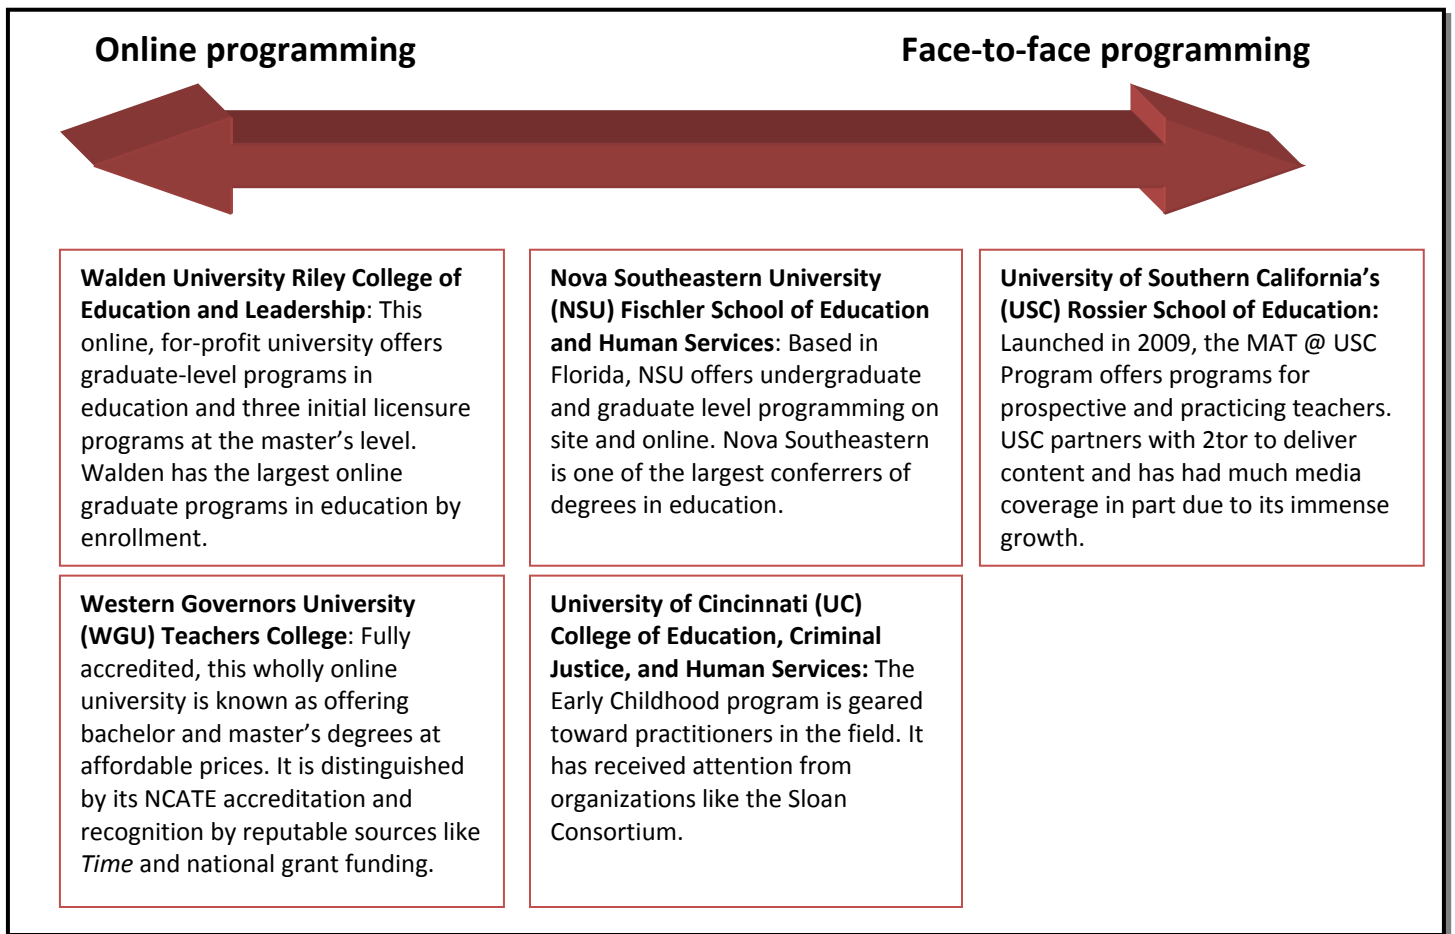 Online programming
Face-to-face programming
Walden University Riley College of
Education and Leadership: This
online, for-profit university offers
graduate-level programs in
education and three initial licensure
programs at the master’s level.
Walden has the largest online
graduate programs in education by
enrollment.
Nova Southeastern University
(NSU) Fischler School of Education
and Human Services: Based in
Florida, NSU offers undergraduate
and graduate level programming on
site and online. Nova Southeastern
is one of the largest conferrers of
degrees in education.
University of Southern California’s
(USC) Rossier School of Education:
Launched in 2009, the MAT @ USC
Program offers programs for
prospective and practicing teachers.
USC partners with 2tor to deliver
content and has had much media
coverage in part due to its immense
growth.
Western Governors University
(WGU) Teachers College: Fully
accredited, this wholly online
university is known as offering
bachelor and master’s degrees at
affordable prices. It is distinguished
by its NCATE accreditation and
recognition by reputable sources like
Time and national grant funding.
University of Cincinnati (UC)
College of Education, Criminal
Justice, and Human Services: The
Early Childhood program is geared
toward practitioners in the field. It
has received attention from
organizations like the Sloan
Consortium.